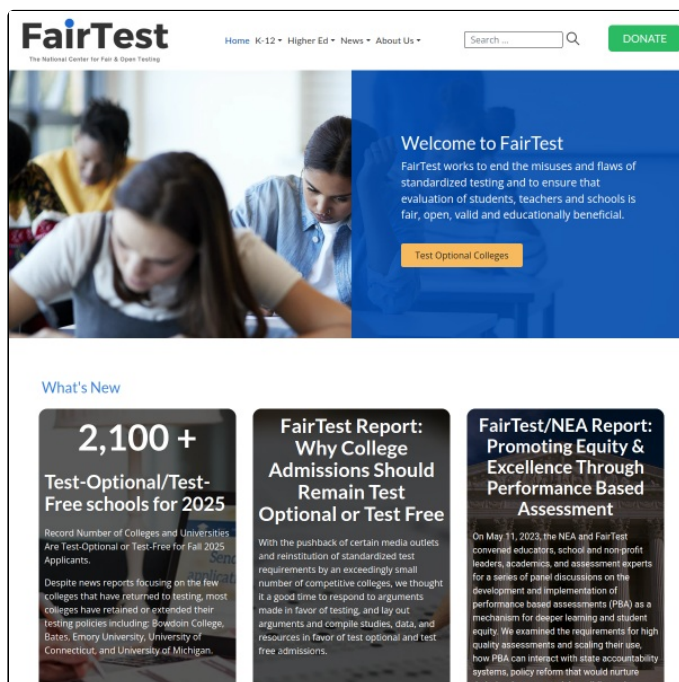 FairTest
The National Center for Fair & Open Testing
Home K-12 Higher Ed News About Us
Search ...
DONATE
Welcome to FairTest
FairTest works to end the misuses and flaws of
standardized testing and to ensure that
evaluation of students, teachers and schools is
fair, open, valid and educationally beneficial.
Test Optional Colleges
What's New
2,100 +
Test-Optional/Test-
Free schools for 2025
Record Number of Colleges and Universities
Are Test-Optional or Test-Free for Fall 2025
Applicants.
Despite news reports focusing on the few
colleges that have returned to testing, most
colleges have retained or extended their
testing policies including: Bowdoin College,
Bates, Emory University, University of
Connecticut, and University of Michigan.
FairTest Report:
Why College
Admissions Should
Remain Test
Optional or Test Free
With the pushback of certain media outlets
and reinstitution of standardized test
requirements by an exceedingly small
number of competitive colleges, we thought
it a good time to respond to arguments
made in favor of testing, and lay out
arguments and compile studies, data, and
resources in favor of test optional and test
free admissions.
FairTest/NEA Report:
Promoting Equity &
Excellence Through
Performance Based
Assessment
On May 11, 2023, the NEA and FairTest
convened educators, school and non-profit
leaders, academics, and assessment experts
for a series of panel discussions on the
development and implementation of
performance based assessments (PBA) as a
mechanism for deeper learning and student
equity. We examined the requirements for high
quality assessments and scaling their use,
how PBA can interact with state accountability
systems, policy reform that would nurture